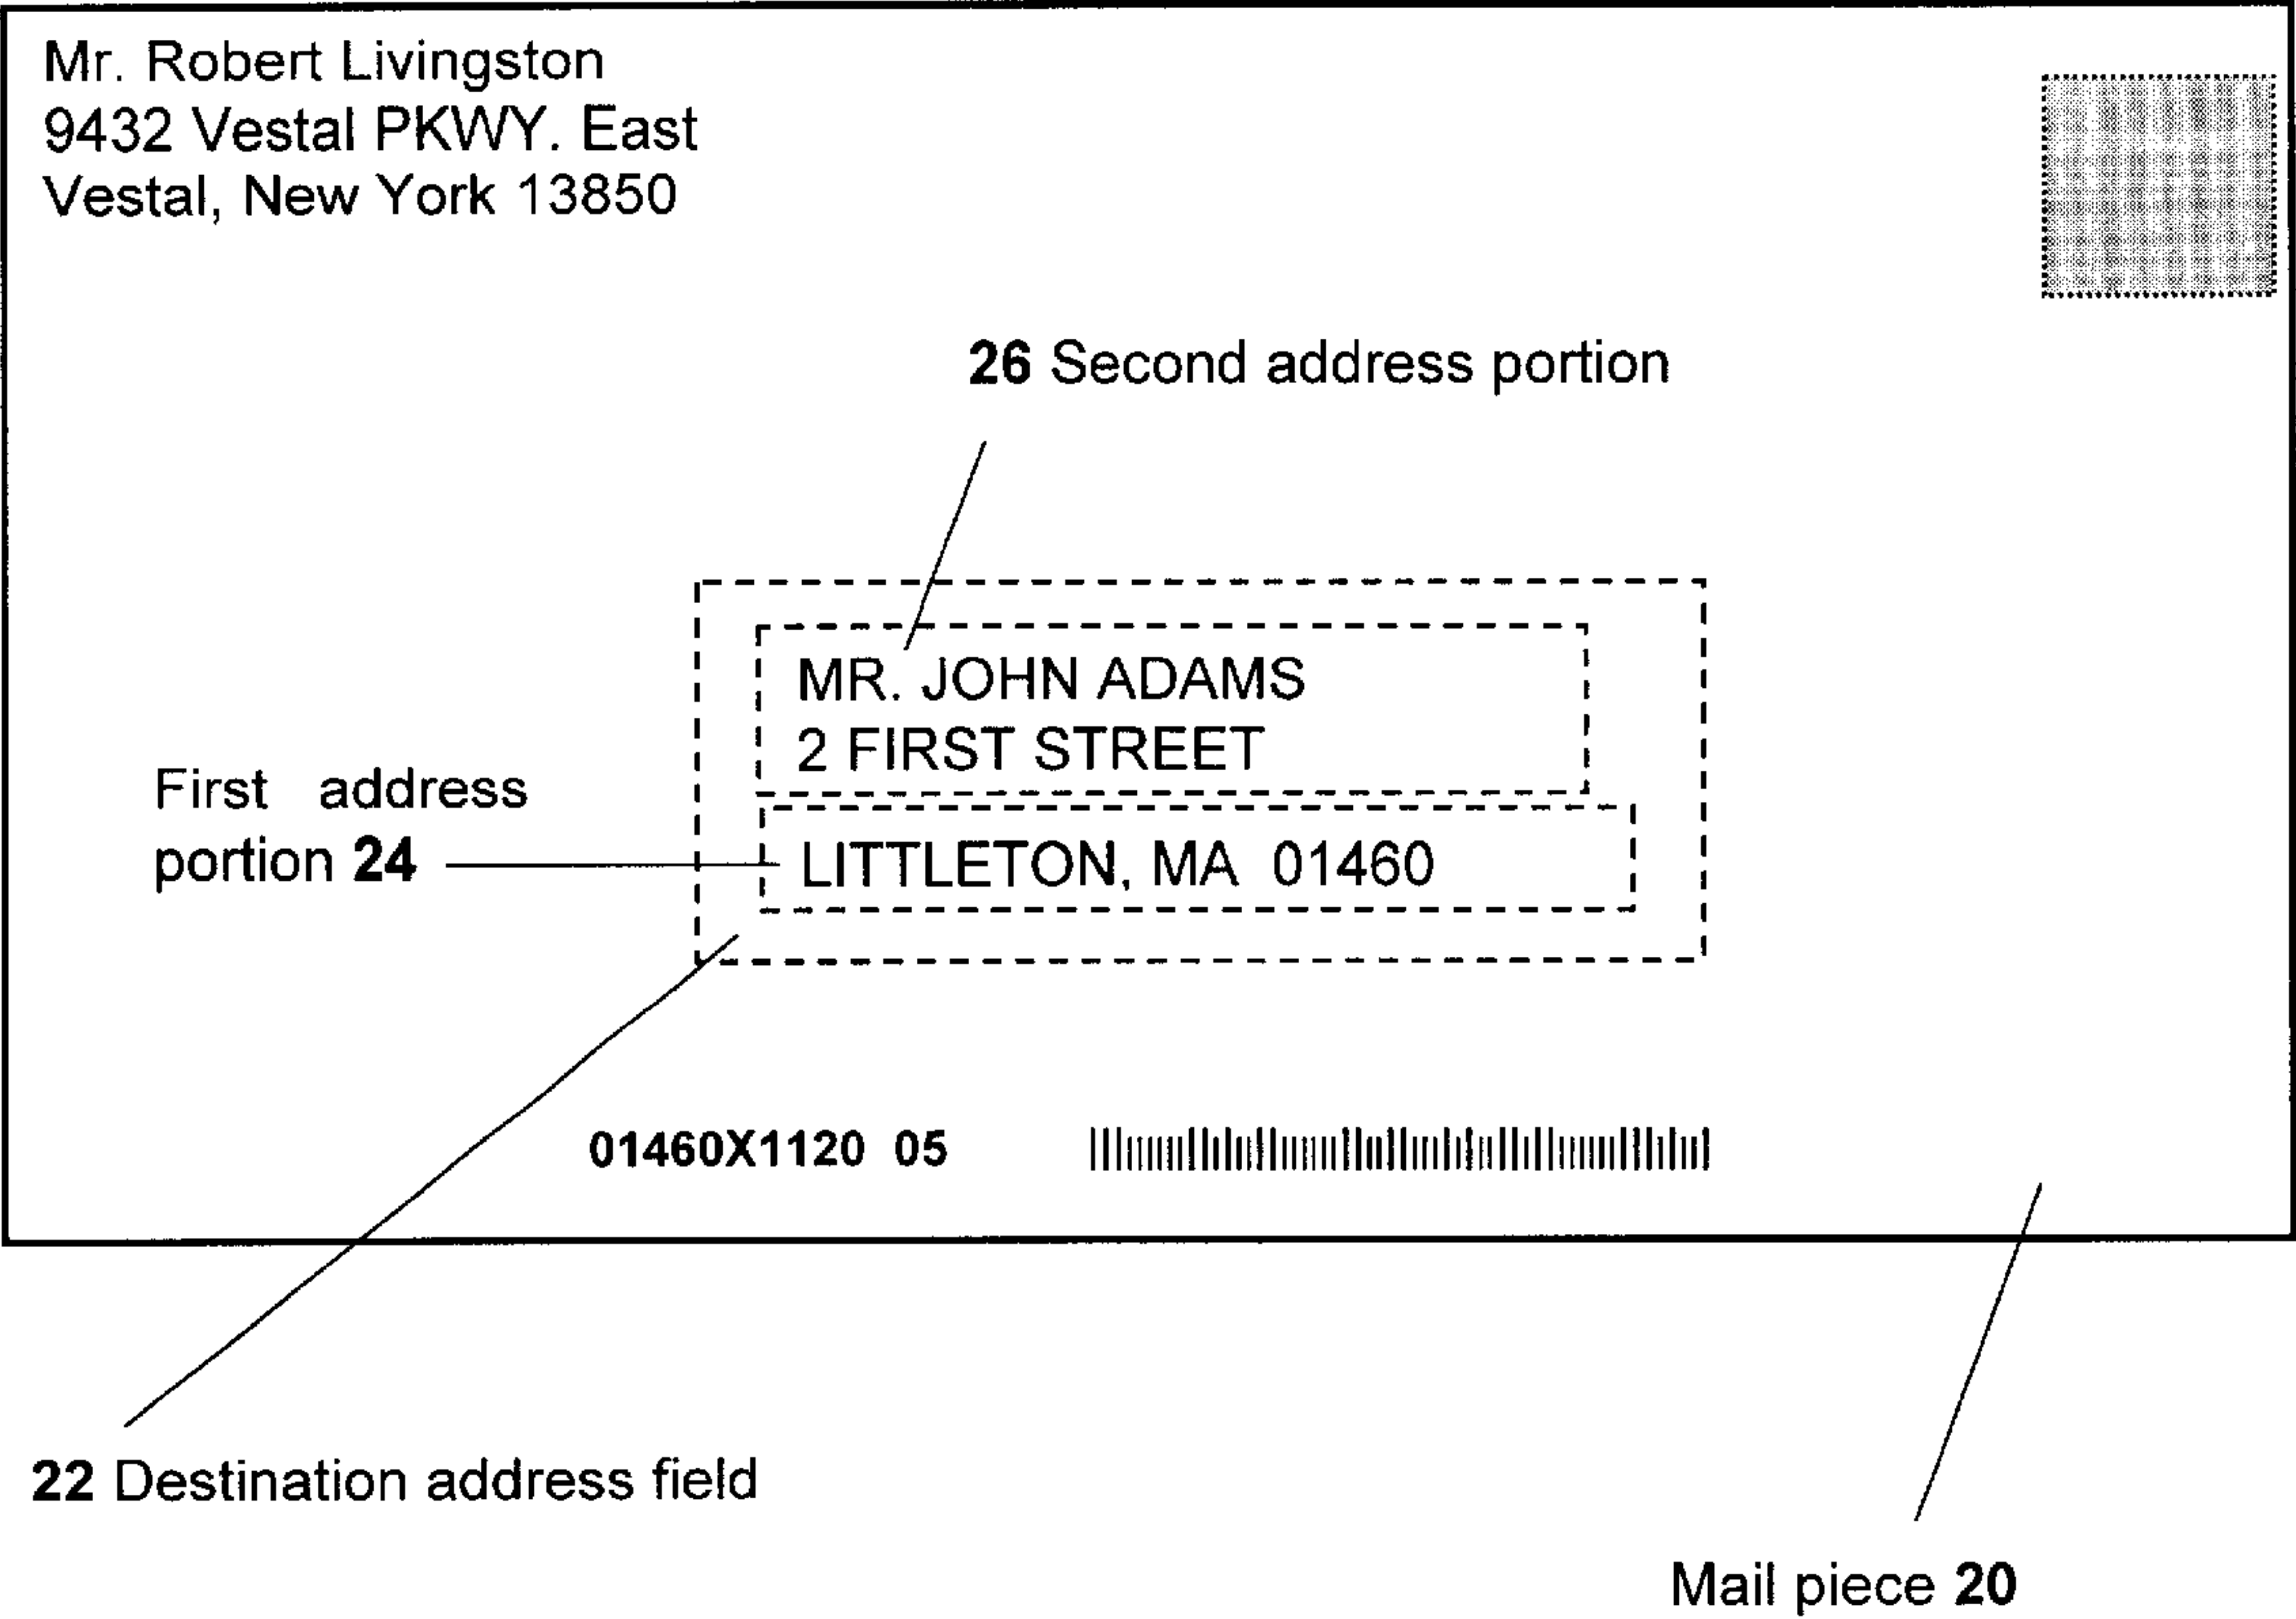 Mr. Robert Livingston
9432 Vestal PKWY. East
Vestal, New York 13850
26 Second address portion
MR. JOHN ADAMS
2 FIRST STREET
First address
portion 24
LITTLETON, MA 01460
01460X1120 05
22 Destination address field
Mail piece 20